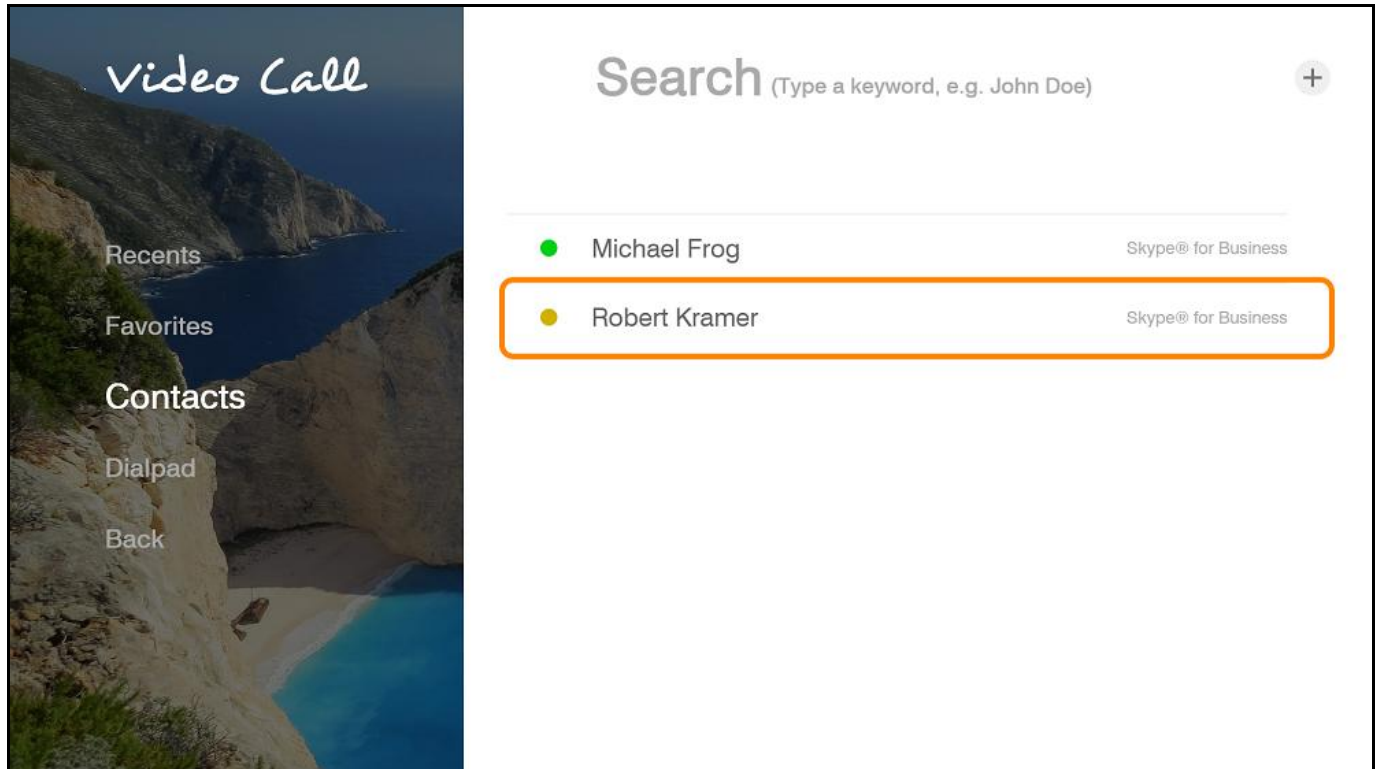 Video Call
Recents
Favorites
Contacts
Dialpad
Back
Search (Type a keyword, e.g. John Doe)
+
Michael Frog Skype® for Business
Robert Kramer Skype® for Business